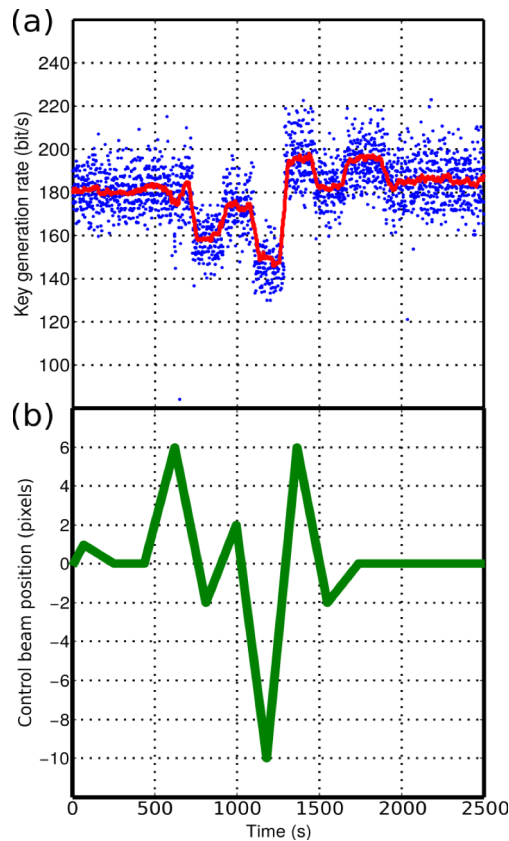 (a)
240
220
200
180
160
140
120
100
Key generation rate (bit/s)
(b)
6
4
2
0
−2
−4
−6
−8
−10
Control beam position (pixels)
0 500 1000 1500 2000 2500
Time (s)